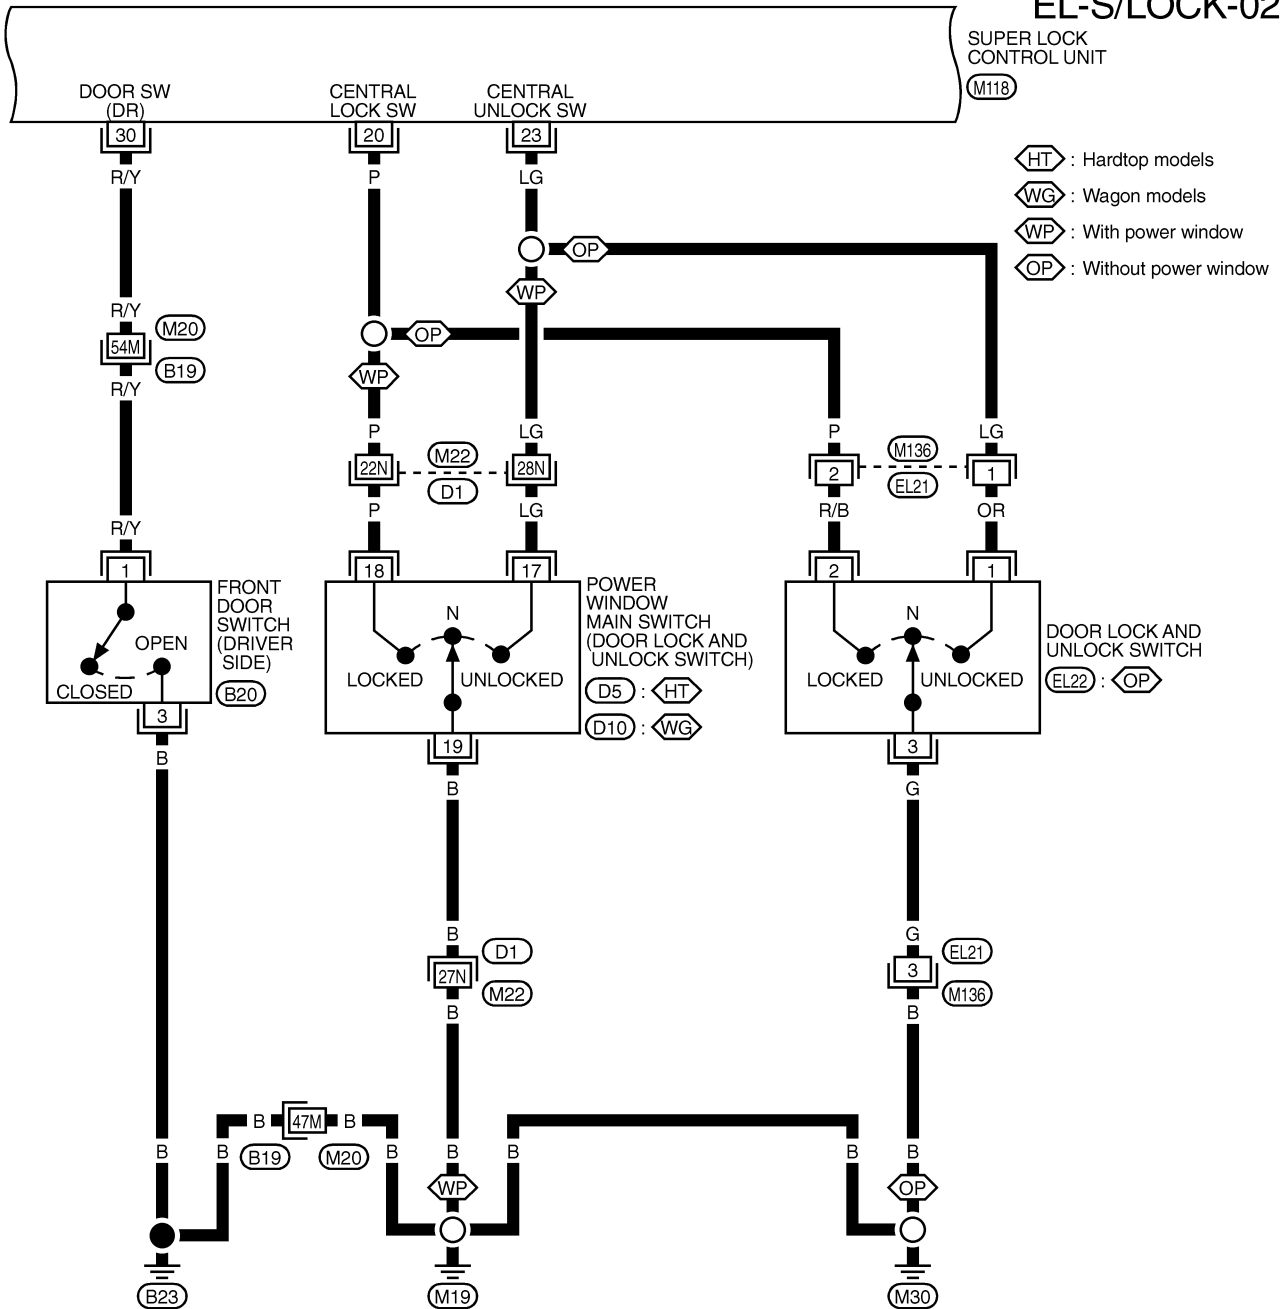 EL-S/LOCK-02
SUPER LOCK
CONTROL UNIT
M118
DOOR SW
(DR)
CENTRAL
LOCK SW
CENTRAL
UNLOCK SW
30
20
23
R/Y
P
LG
HT : Hardtop models
WG : Wagon models
WP : With power window
OP : Without power window
OP
WP
OP
WP
R/Y
54M
M20
B19
R/Y
P
LG
P
LG
22N
M22
D1
28N
2
M136
EL21
1
P
LG
R/B
OR
R/Y
1
18
17
2
1
FRONT
DOOR
SWITCH
(DRIVER
SIDE)
B20
OPEN
CLOSED
3
N
LOCKED
UNLOCKED
POWER
WINDOW
MAIN SWITCH
(DOOR LOCK AND
UNLOCK SWITCH)
D5 : HT
D10 : WG
N
LOCKED
UNLOCKED
DOOR LOCK AND
UNLOCK SWITCH
EL22 : OP
19
3
B
B
G
B
G
D1
27N
M22
EL21
3
M136
B
B
B
47M
B
B19
M20
B
B
B
B
B
B
B
WP
OP
B23
M19
M30